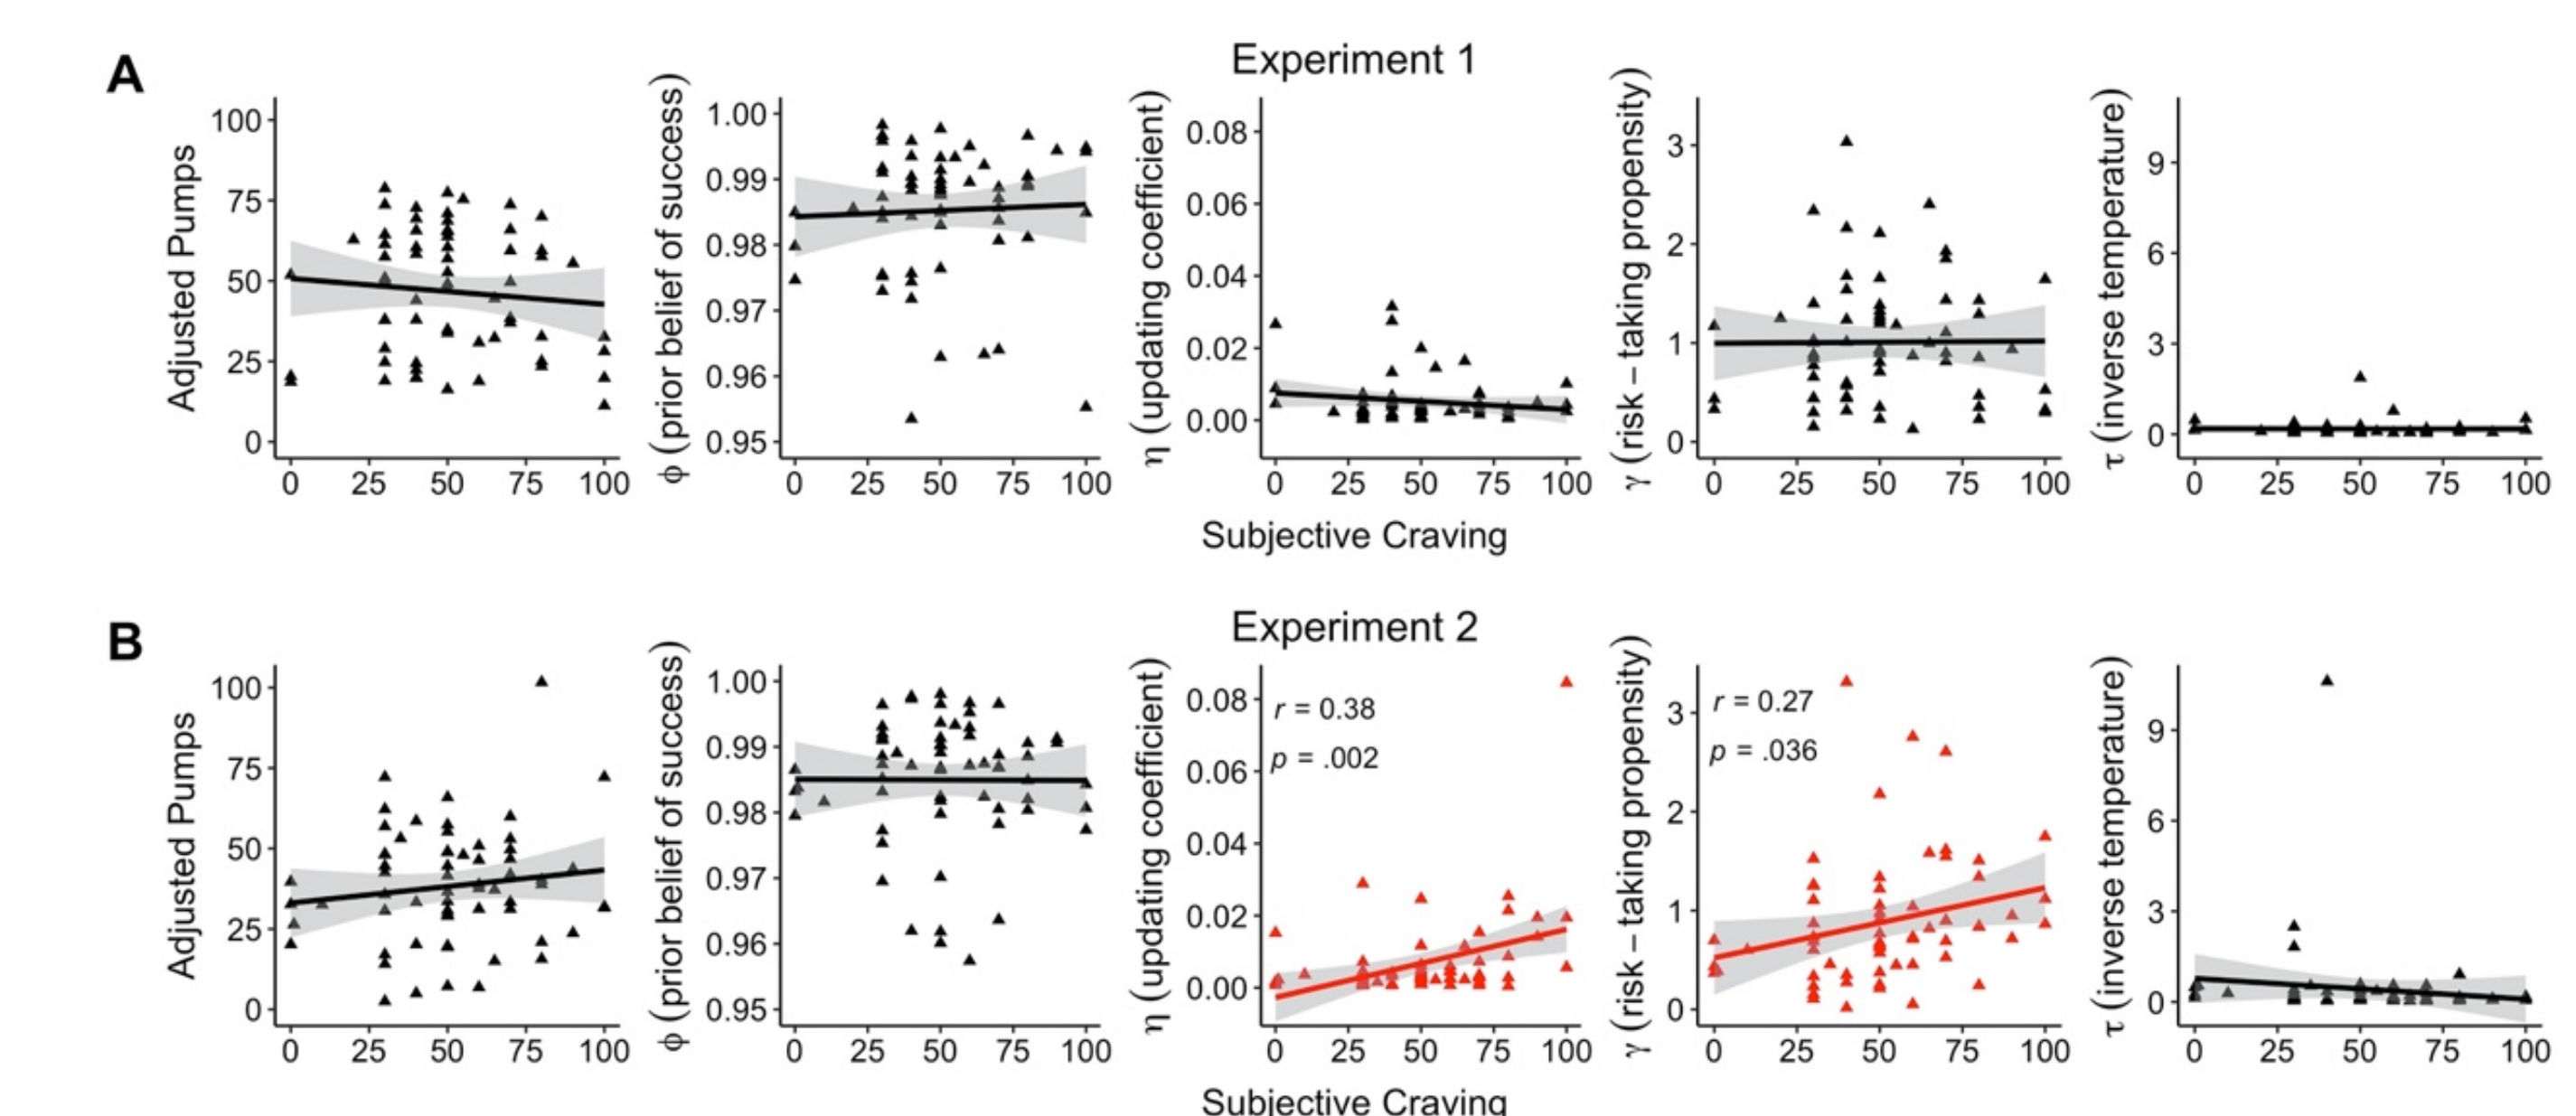 A
Experiment 1
Adjusted Pumps
100
75
50
25
0
0 25 50 75 100
ϕ (prior belief of success)
1.00
0.99
0.98
0.97
0.96
0.95
0 25 50 75 100
η (updating coefficient)
0.08
0.06
0.04
0.02
0.00
0 25 50 75 100
γ (risk – taking propensity)
3
2
1
0
0 25 50 75 100
τ (inverse temperature)
9
6
3
0
0 25 50 75 100
Subjective Craving
B
Experiment 2
Adjusted Pumps
100
75
50
25
0
0 25 50 75 100
ϕ (prior belief of success)
1.00
0.99
0.98
0.97
0.96
0.95
0 25 50 75 100
η (updating coefficient)
0.08
0.06
0.04
0.02
0.00
r = 0.38
p = .002
0 25 50 75 100
γ (risk – taking propensity)
3
2
1
0
r = 0.27
p = .036
0 25 50 75 100
τ (inverse temperature)
9
6
3
0
0 25 50 75 100
Subjective Craving